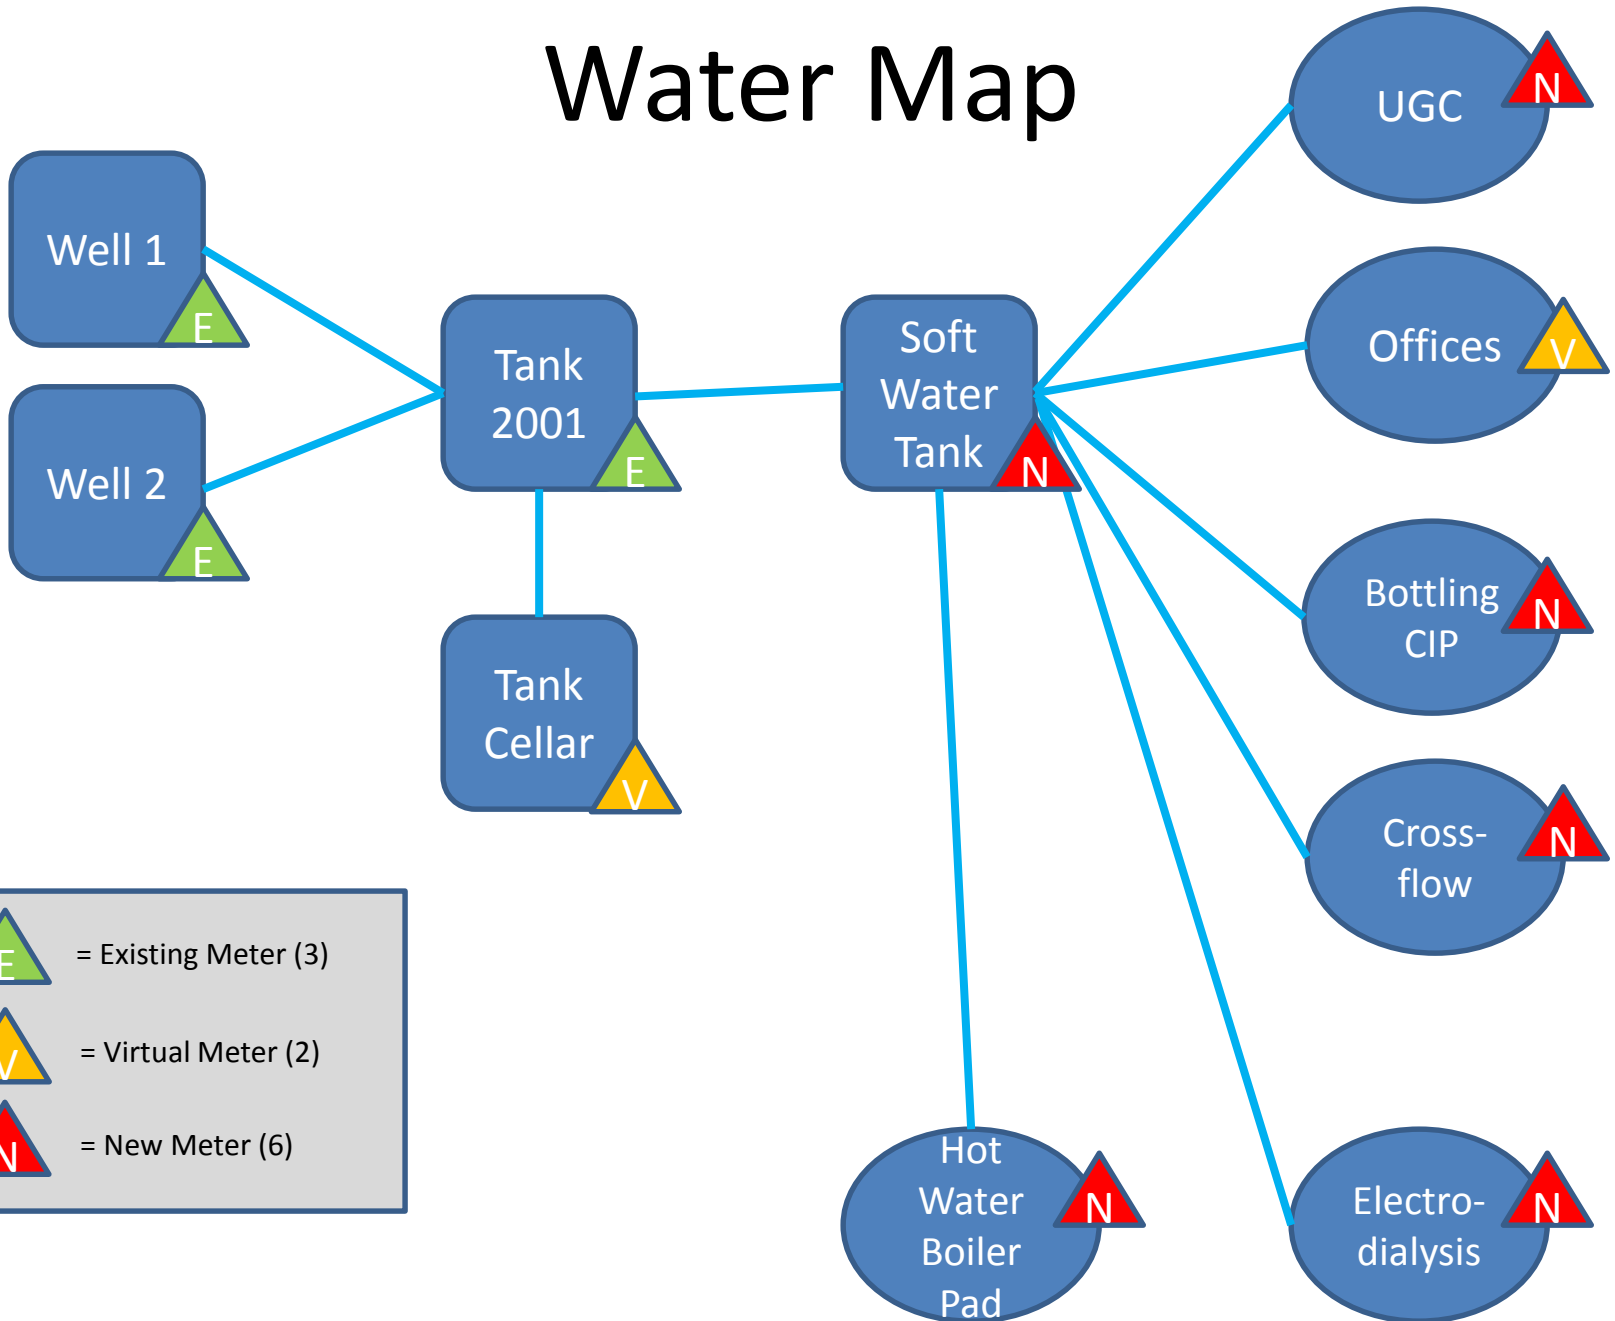 Water Map
UGC
N
Well 1
E
Offices
V
Tank
2001
E
Soft
Water
Tank
N
Well 2
E
Bottling
CIP
N
Tank
Cellar
V
Cross-
flow
N
E
= Existing Meter (3)
V
= Virtual Meter (2)
N
= New Meter (6)
Hot
Water
Boiler
Pad
N
Electro-
dialysis
N